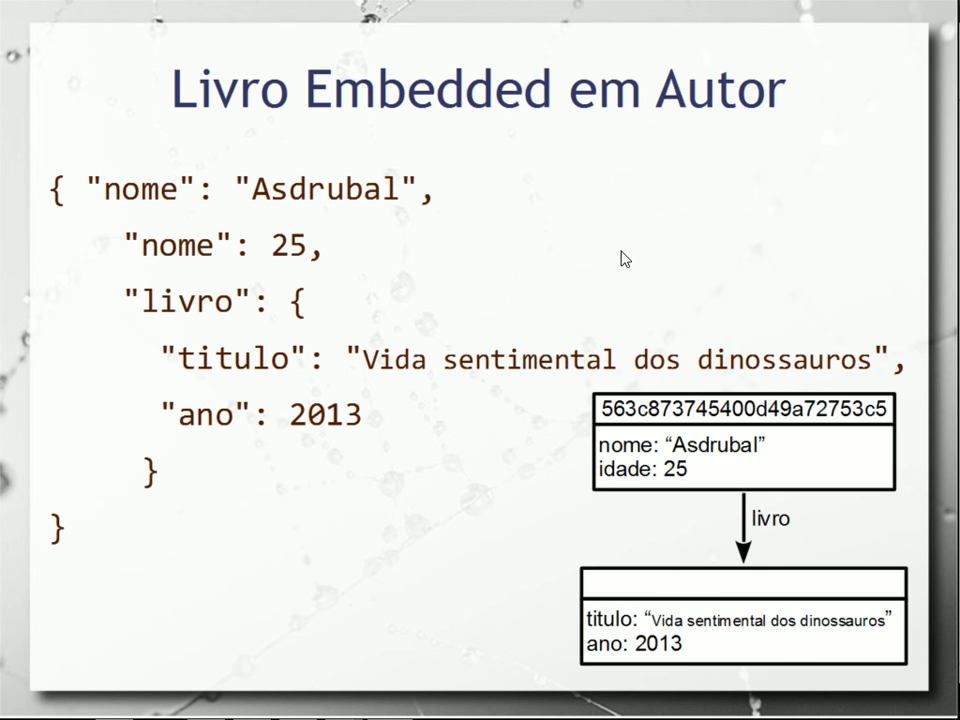 Livro Embedded em Autor
{ "nome": "Asdrubal",
"nome": 25,
"livro": {
"titulo": "Vida sentimental dos dinossauros",
"ano": 2013
}
}
563c873745400d49a72753c5
nome: “Asdrubal”
idade: 25
livro
titulo: “Vida sentimental dos dinossauros”
ano: 2013